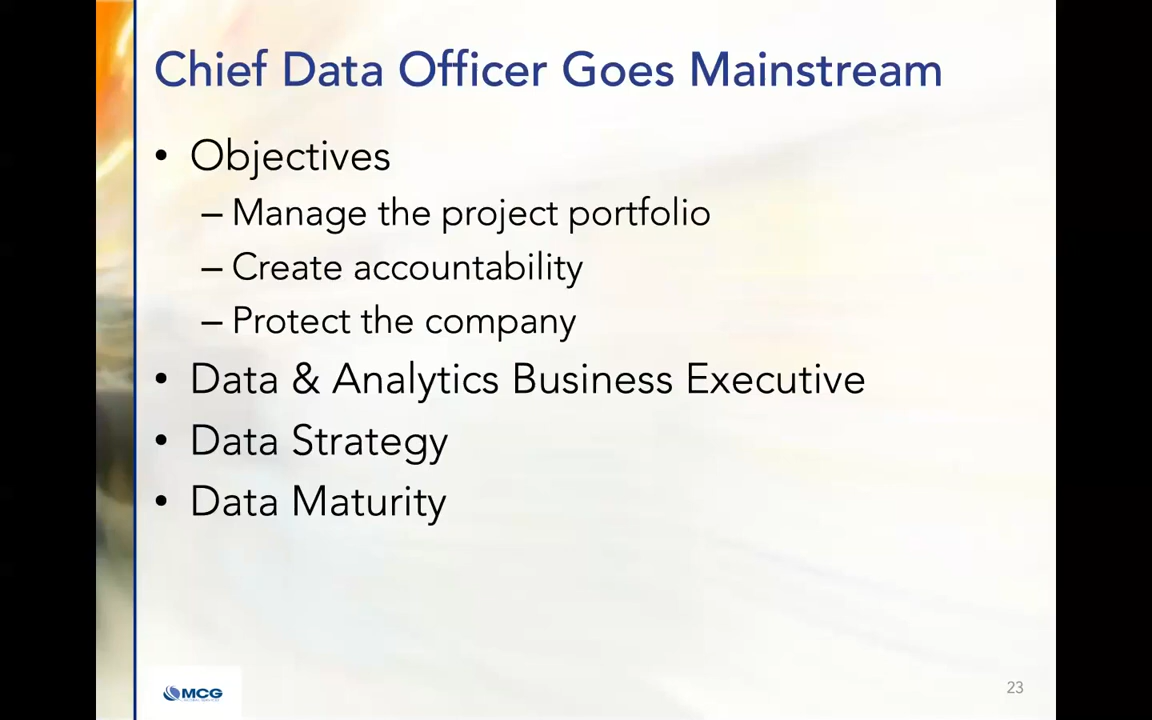 Chief Data Officer Goes Mainstream
• Objectives
– Manage the project portfolio
– Create accountability
– Protect the company
• Data & Analytics Business Executive
• Data Strategy
• Data Maturity
MCG
23